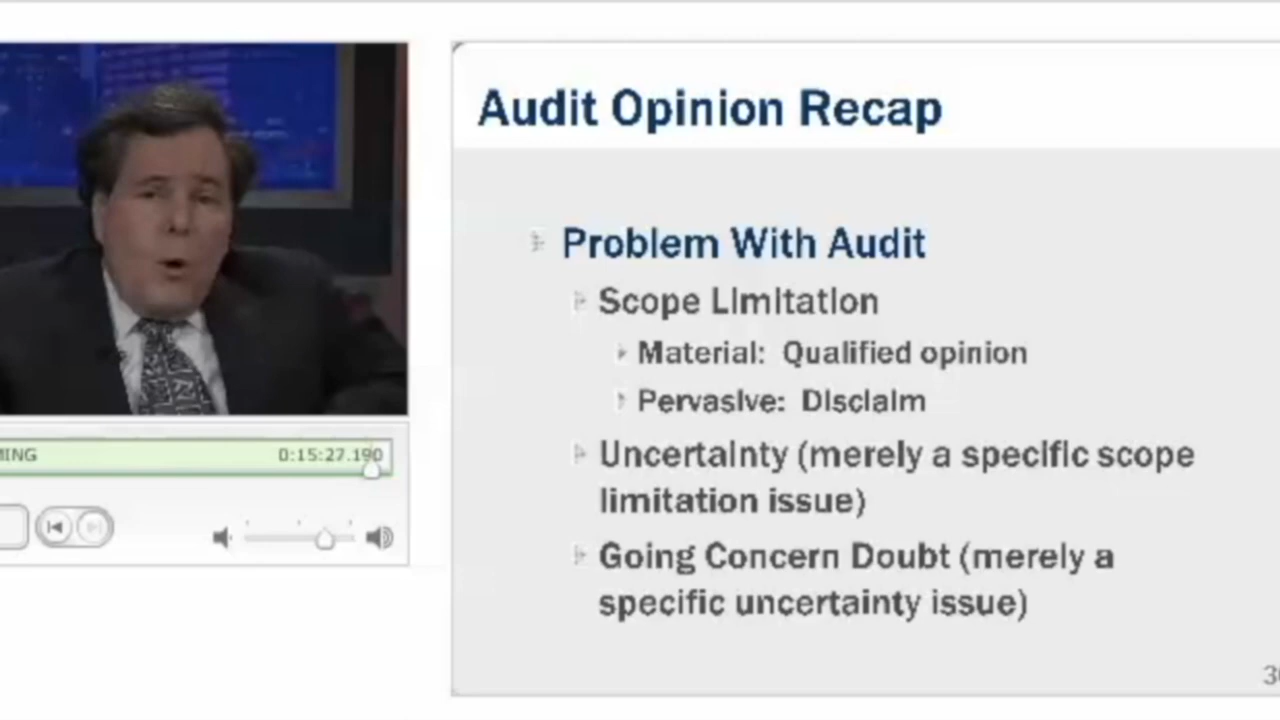 Audit Opinion Recap
Problem With Audit
Scope Limitation
Material: Qualified opinion
Pervasive: Disclaim
0:15:27.190
Uncertainty (merely a specific scope
limitation issue)
Going Concern Doubt (merely a
specific uncertainty issue)